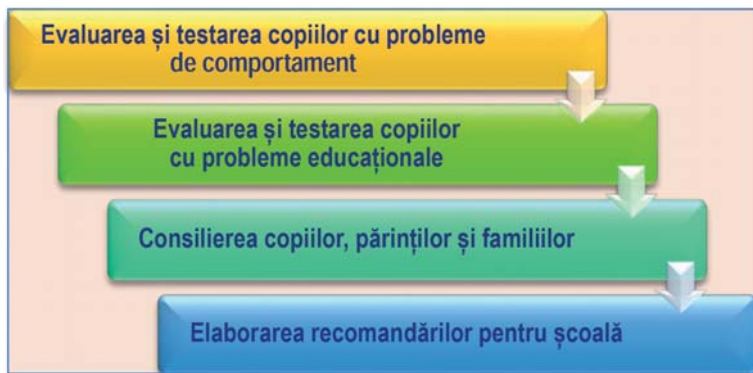 Evaluarea și testarea copiilor cu probleme
de comportament
Evaluarea și testarea copiilor
cu probleme educaționale
Consilierea copiilor, părinților și familiilor
Elaborarea recomandărilor pentru școală